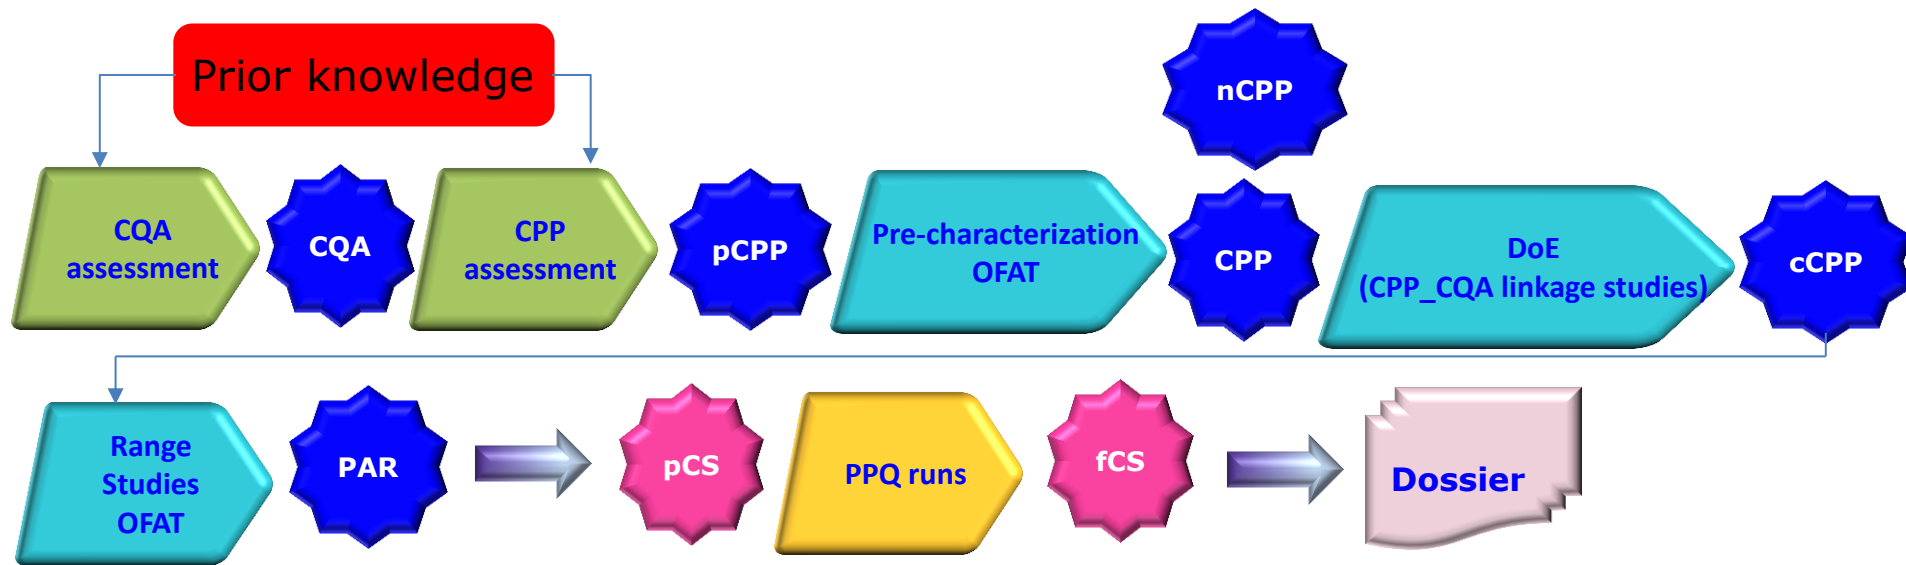 Prior knowledge
nCPP
CQA
assessment
CQA
CPP
assessment
pCPP
Pre-characterization
OFAT
CPP
DoE
(CPP_CQA linkage studies)
cCPP
Range
Studies
OFAT
PAR
pCS
PPQ runs
fCS
Dossier